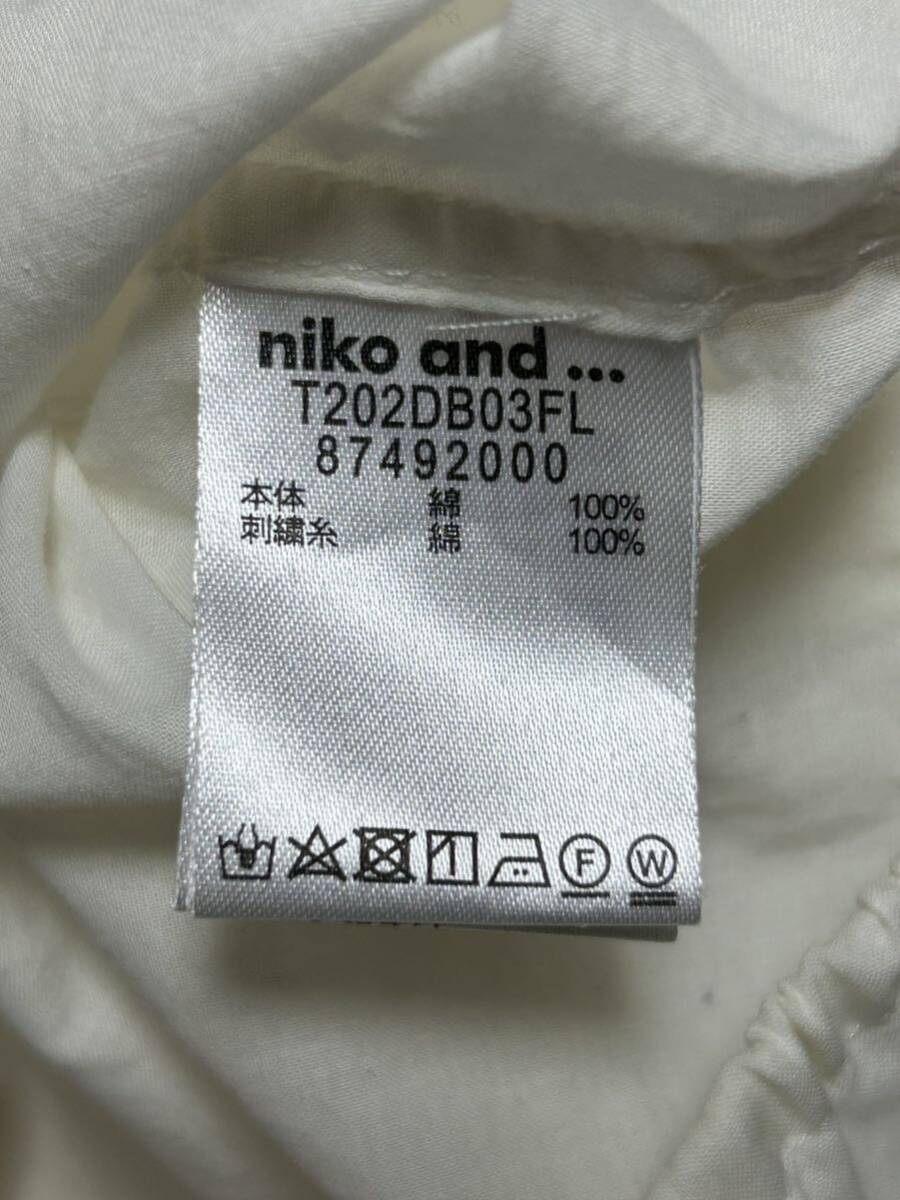 niko and ...
T202DB03FL
87492000
本体 綿 100%
刺繍糸 綿 100%
F W